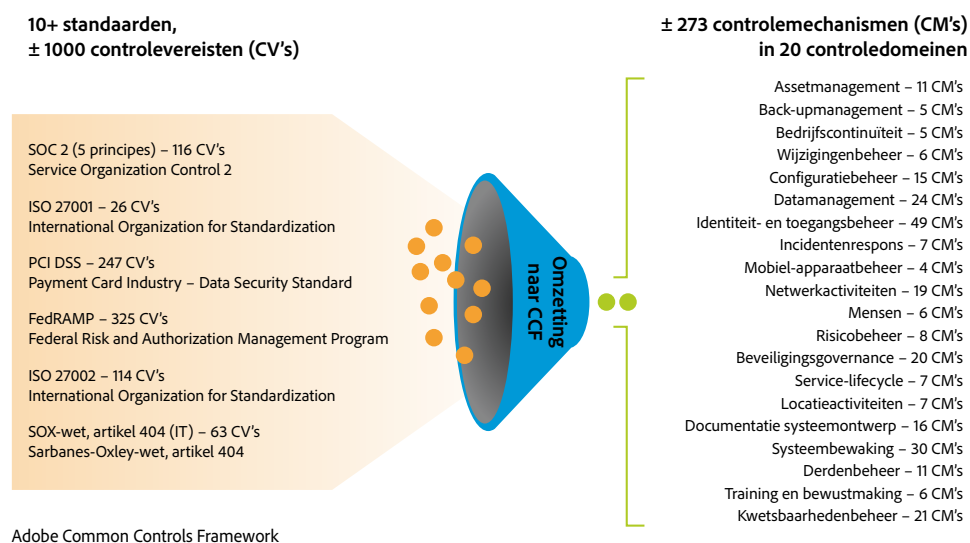 10+ standaarden,
± 1000 controlevereisten (CV's)
SOC 2 (5 principes) – 116 CV's
Service Organization Control 2
ISO 27001 – 26 CV's
International Organization for Standardization
PCI DSS – 247 CV's
Payment Card Industry – Data Security Standard
FedRAMP – 325 CV's
Federal Risk and Authorization Management Program
ISO 27002 – 114 CV's
International Organization for Standardization
SOX-wet, artikel 404 (IT) – 63 CV's
Sarbanes-Oxley-wet, artikel 404
Omzetting
naar CCF
± 273 controlemechanismen (CM's)
in 20 controledomeinen
Assetmanagement – 11 CM's
Back-upmanagement – 5 CM's
Bedrijfscontinuïteit – 5 CM's
Wijzigingenbeheer – 6 CM's
Configuratiebeheer – 15 CM's
Datamanagement – 24 CM's
Identiteit- en toegangsbeheer – 49 CM's
Incidentenrespons – 7 CM's
Mobiel-apparaatbeheer – 4 CM's
Netwerkactiviteiten – 19 CM's
Mensen – 6 CM's
Risicobeheer – 8 CM's
Beveiligingsgovernance – 20 CM's
Service-lifecycle – 7 CM's
Locatieactiviteiten – 7 CM's
Documentatie systeemontwerp – 16 CM's
Systeembewaking – 30 CM's
Derdenbeheer – 11 CM's
Training en bewustmaking – 6 CM's
Kwetsbaarhedenbeheer – 21 CM's
Adobe Common Controls Framework